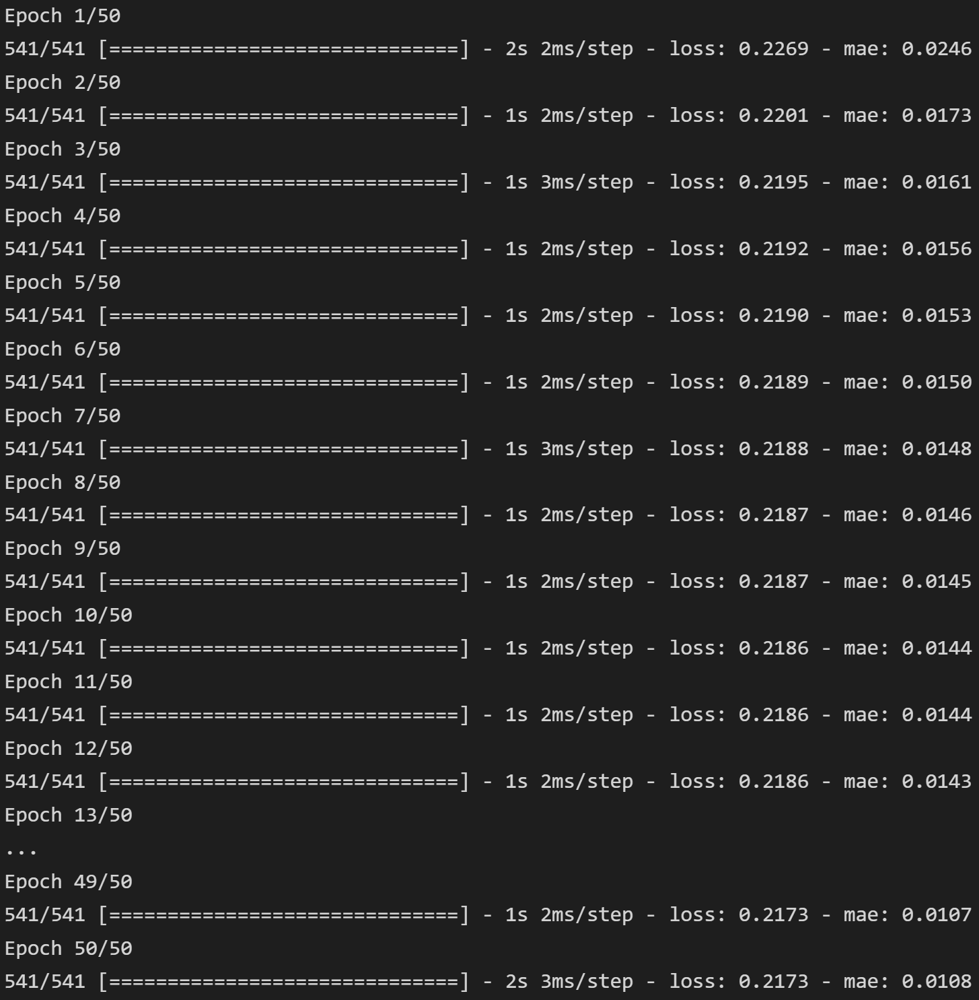 Epoch 1/50
541/541 [==============================] - 2s 2ms/step - loss: 0.2269 - mae: 0.0246
Epoch 2/50
541/541 [==============================] - 1s 2ms/step - loss: 0.2201 - mae: 0.0173
Epoch 3/50
541/541 [==============================] - 1s 3ms/step - loss: 0.2195 - mae: 0.0161
Epoch 4/50
541/541 [==============================] - 1s 2ms/step - loss: 0.2192 - mae: 0.0156
Epoch 5/50
541/541 [==============================] - 1s 2ms/step - loss: 0.2190 - mae: 0.0153
Epoch 6/50
541/541 [==============================] - 1s 2ms/step - loss: 0.2189 - mae: 0.0150
Epoch 7/50
541/541 [==============================] - 1s 3ms/step - loss: 0.2188 - mae: 0.0148
Epoch 8/50
541/541 [==============================] - 1s 2ms/step - loss: 0.2187 - mae: 0.0146
Epoch 9/50
541/541 [==============================] - 1s 2ms/step - loss: 0.2187 - mae: 0.0145
Epoch 10/50
541/541 [==============================] - 1s 2ms/step - loss: 0.2186 - mae: 0.0144
Epoch 11/50
541/541 [==============================] - 1s 2ms/step - loss: 0.2186 - mae: 0.0144
Epoch 12/50
541/541 [==============================] - 1s 2ms/step - loss: 0.2186 - mae: 0.0143
Epoch 13/50
...
Epoch 49/50
541/541 [==============================] - 1s 2ms/step - loss: 0.2173 - mae: 0.0107
Epoch 50/50
541/541 [==============================] - 2s 3ms/step - loss: 0.2173 - mae: 0.0108